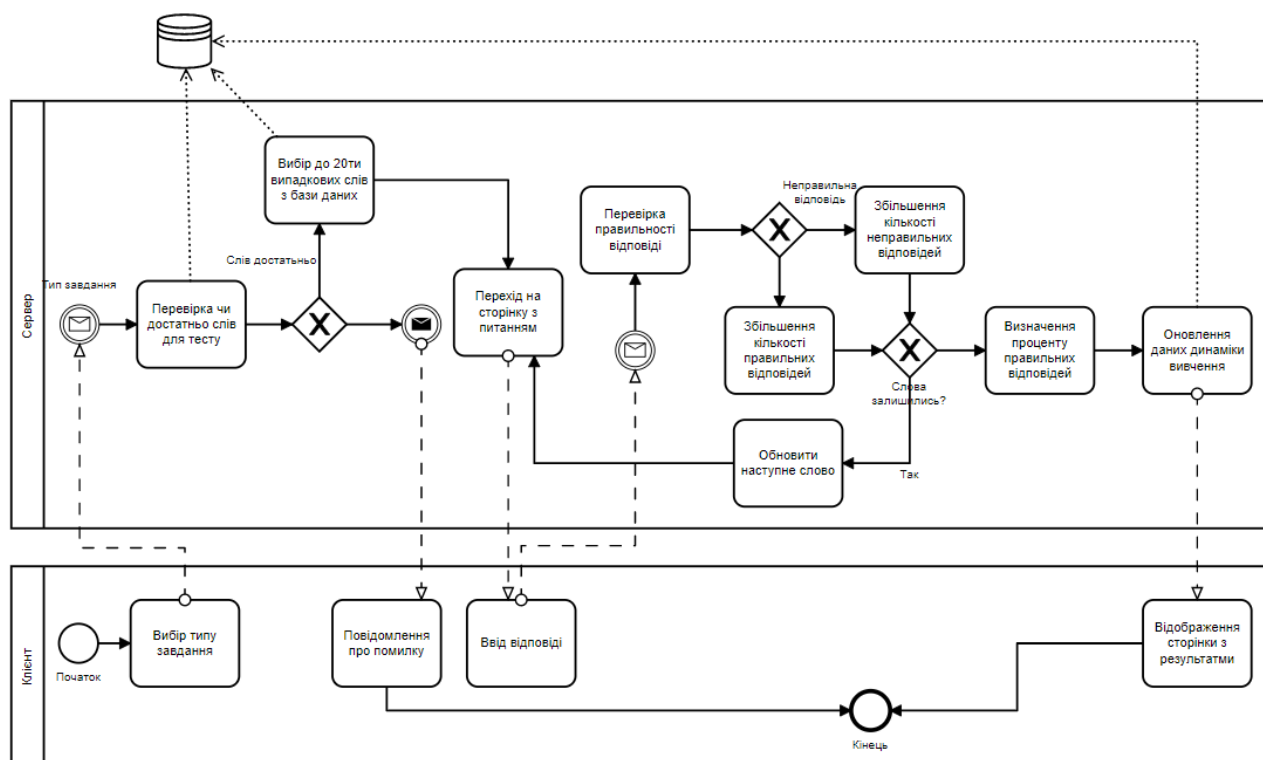 Сервер
Вибір до 20ти
випадкових слів
з бази даних
Слів достатньо
Тип завдання
Перевірка чи
достатньо слів
для тесту
Перехід на
сторінку з
питанням
Перевірка
правильності
відповіді
Неправильна
відповідь
Збільшення
кількості
неправильних
відповідей
Збільшення
кількості
правильних
відповідей
Слова
залишились?
Визначення
проценту
правильних
відповідей
Оновлення
даних динаміки
вивчення
Обновити
наступне слово
Так
Клієнт
Початок
Вибір типу
завдання
Повідомлення
про помилку
Ввід відповіді
Відображення
сторінки з
результатми
Кінець